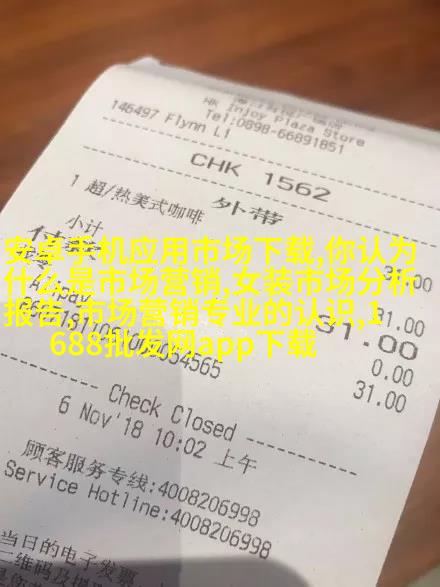 HK Enjoy Plaza Store
Tel:0898-66891851
146497 Flynn Li
CHK 1562
外带
1 超/热美式咖啡
小计
31.00
安卓手机应用市场下载,你认为
什么是市场营销,女装市场分析
报告,市场营销专业的认识,1
688批发网app下载
31.00
0.00
31.00
Check Closed
6 Nov'18 10:02 上午
顾客服务专线:4008206998
Service Hotline:4008206998
当日的电子发票
二维码及